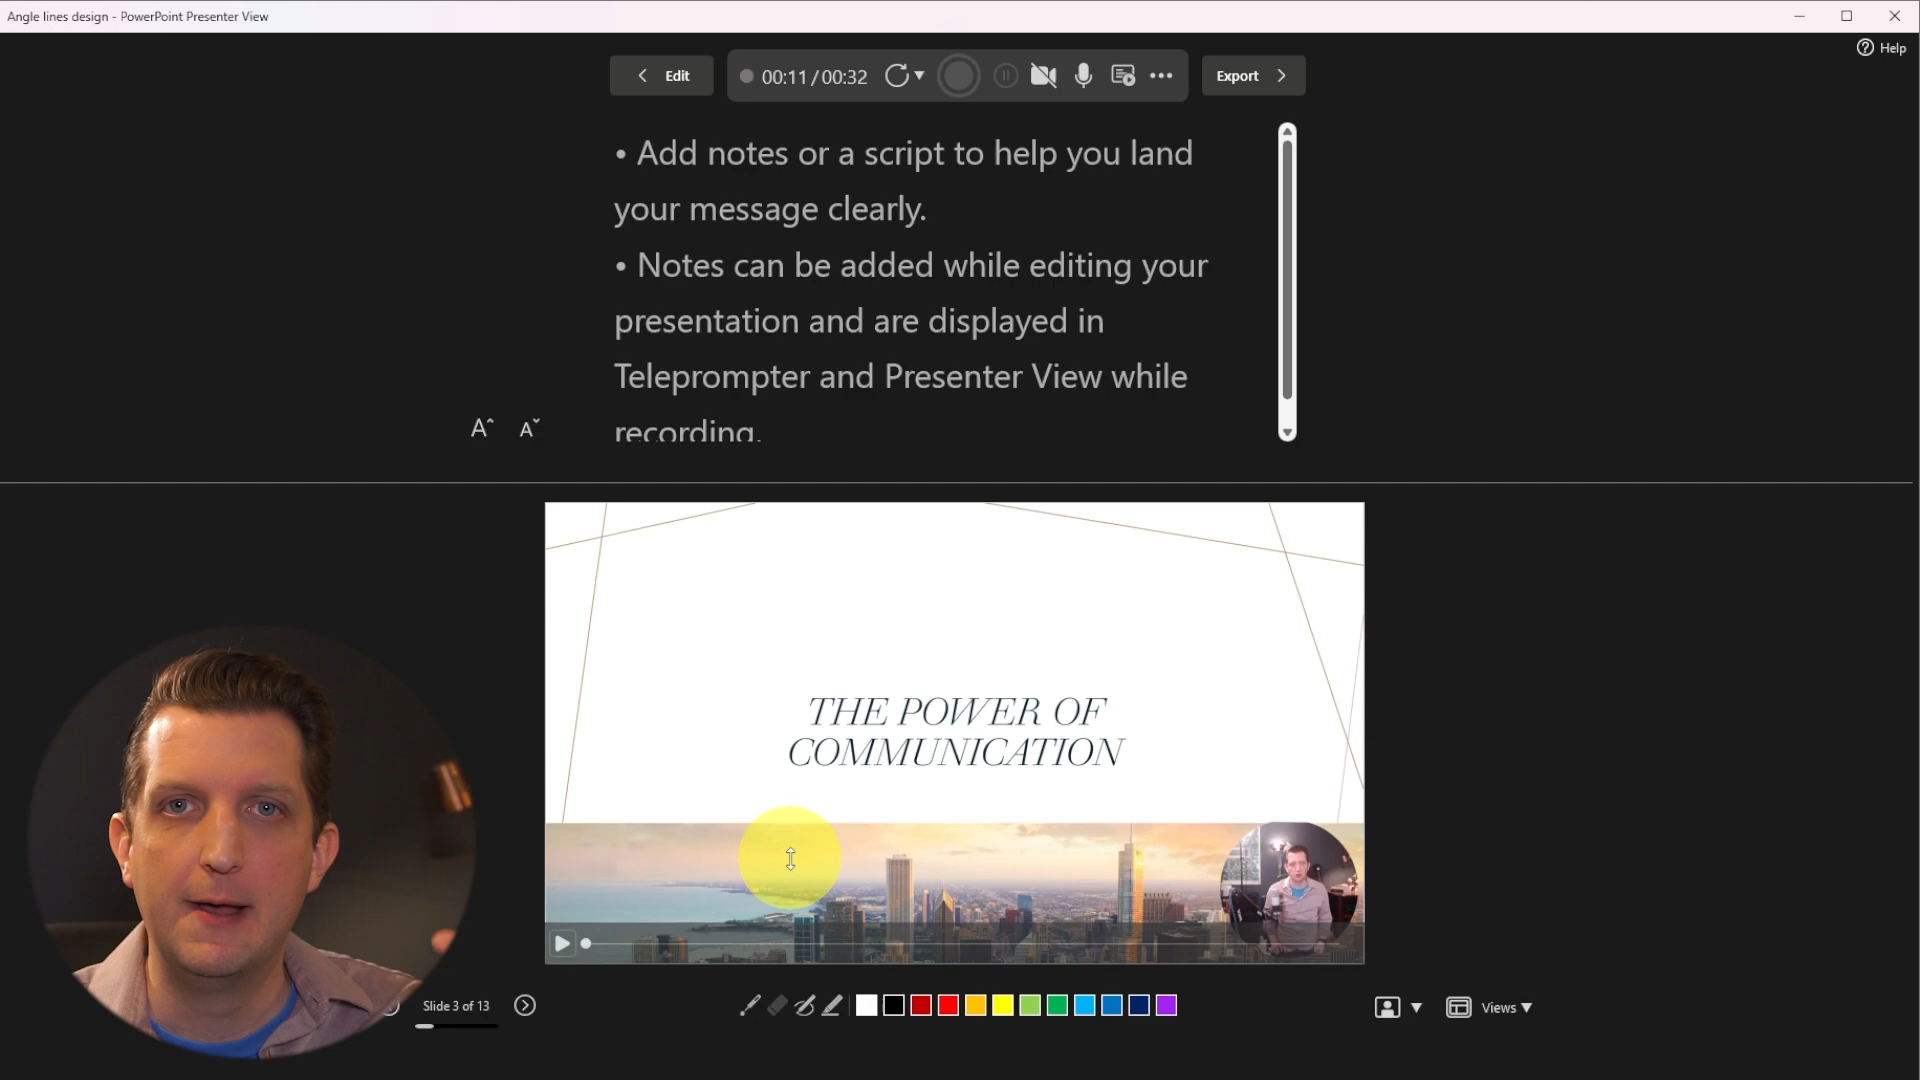 Angle lines design - PowerPoint Presenter View
Help
Edit
00:11/00:32
Export
• Add notes or a script to help you land
your message clearly.
• Notes can be added while editing your
presentation and are displayed in
Teleprompter and Presenter View while
recording.
A A
THE POWER OF
COMMUNICATION
Slide 3 of 13
Views